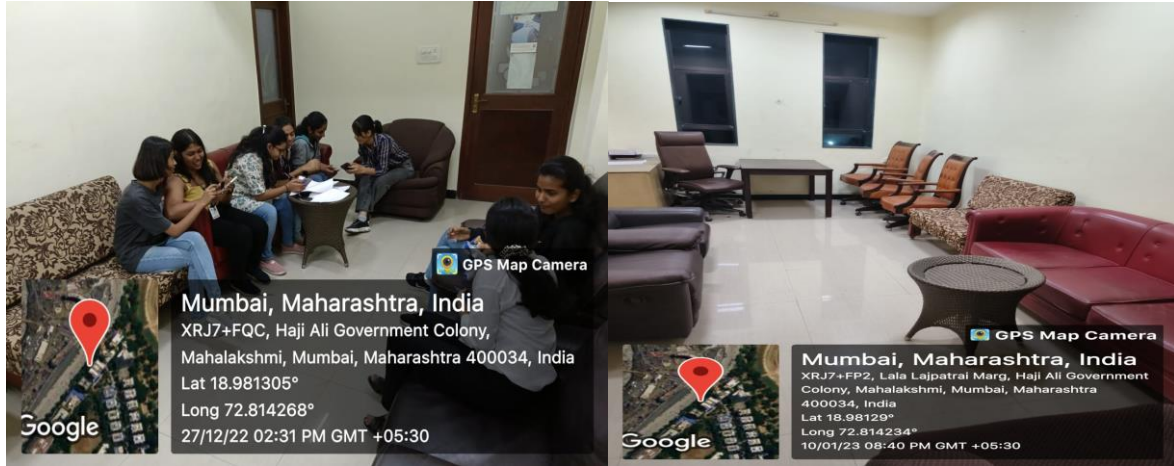 GPS Map Camera
Mumbai, Maharashtra, India
XRJ7+FQC, Haji Ali Government Colony,
Mahalakshmi, Mumbai, Maharashtra 400034, India
Lat 18.981305°
Long 72.814268°
27/12/22 02:31 PM GMT +05:30
Google
GPS Map Camera
Mumbai, Maharashtra, India
XRJ7+FP2, Lala Lajpatrai Marg, Haji Ali Government
Colony, Mahalakshmi, Mumbai, Maharashtra
400034, India
Lat 18.98129°
Long 72.814234°
10/01/23 08:40 PM GMT +05:30
Google